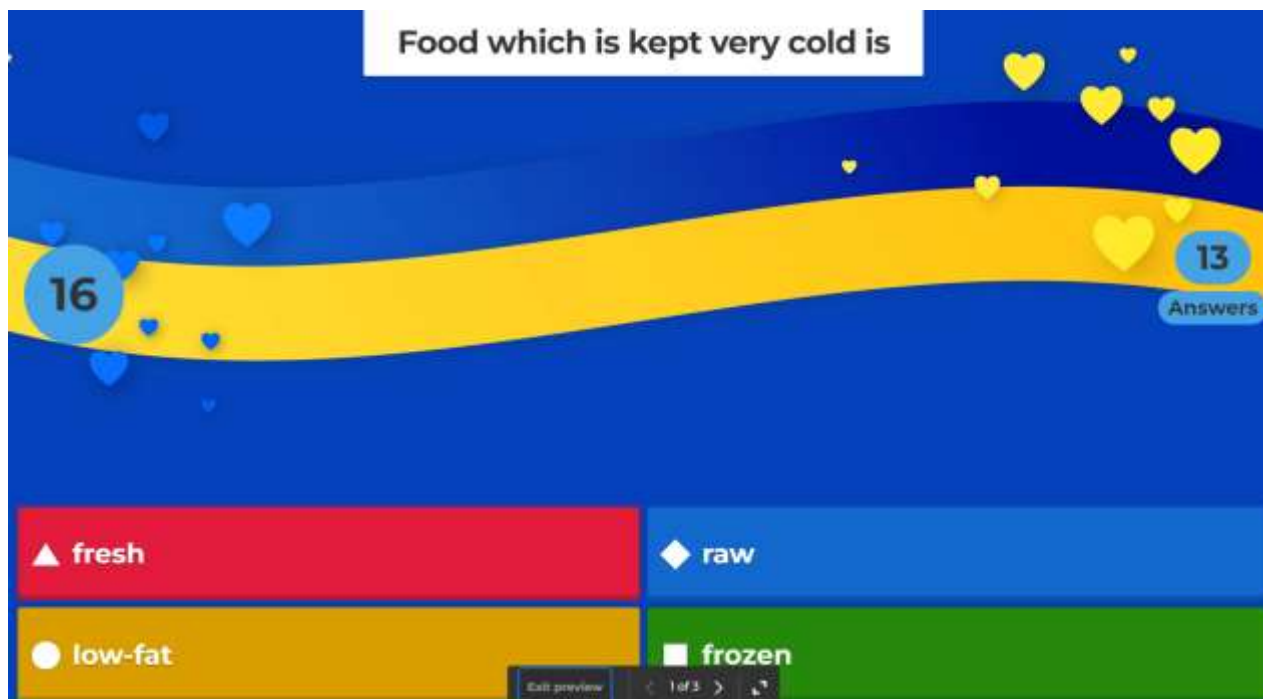 Food which is kept very cold is
16
13
Answers
fresh
raw
low-fat
frozen
Exit preview
1 of 3